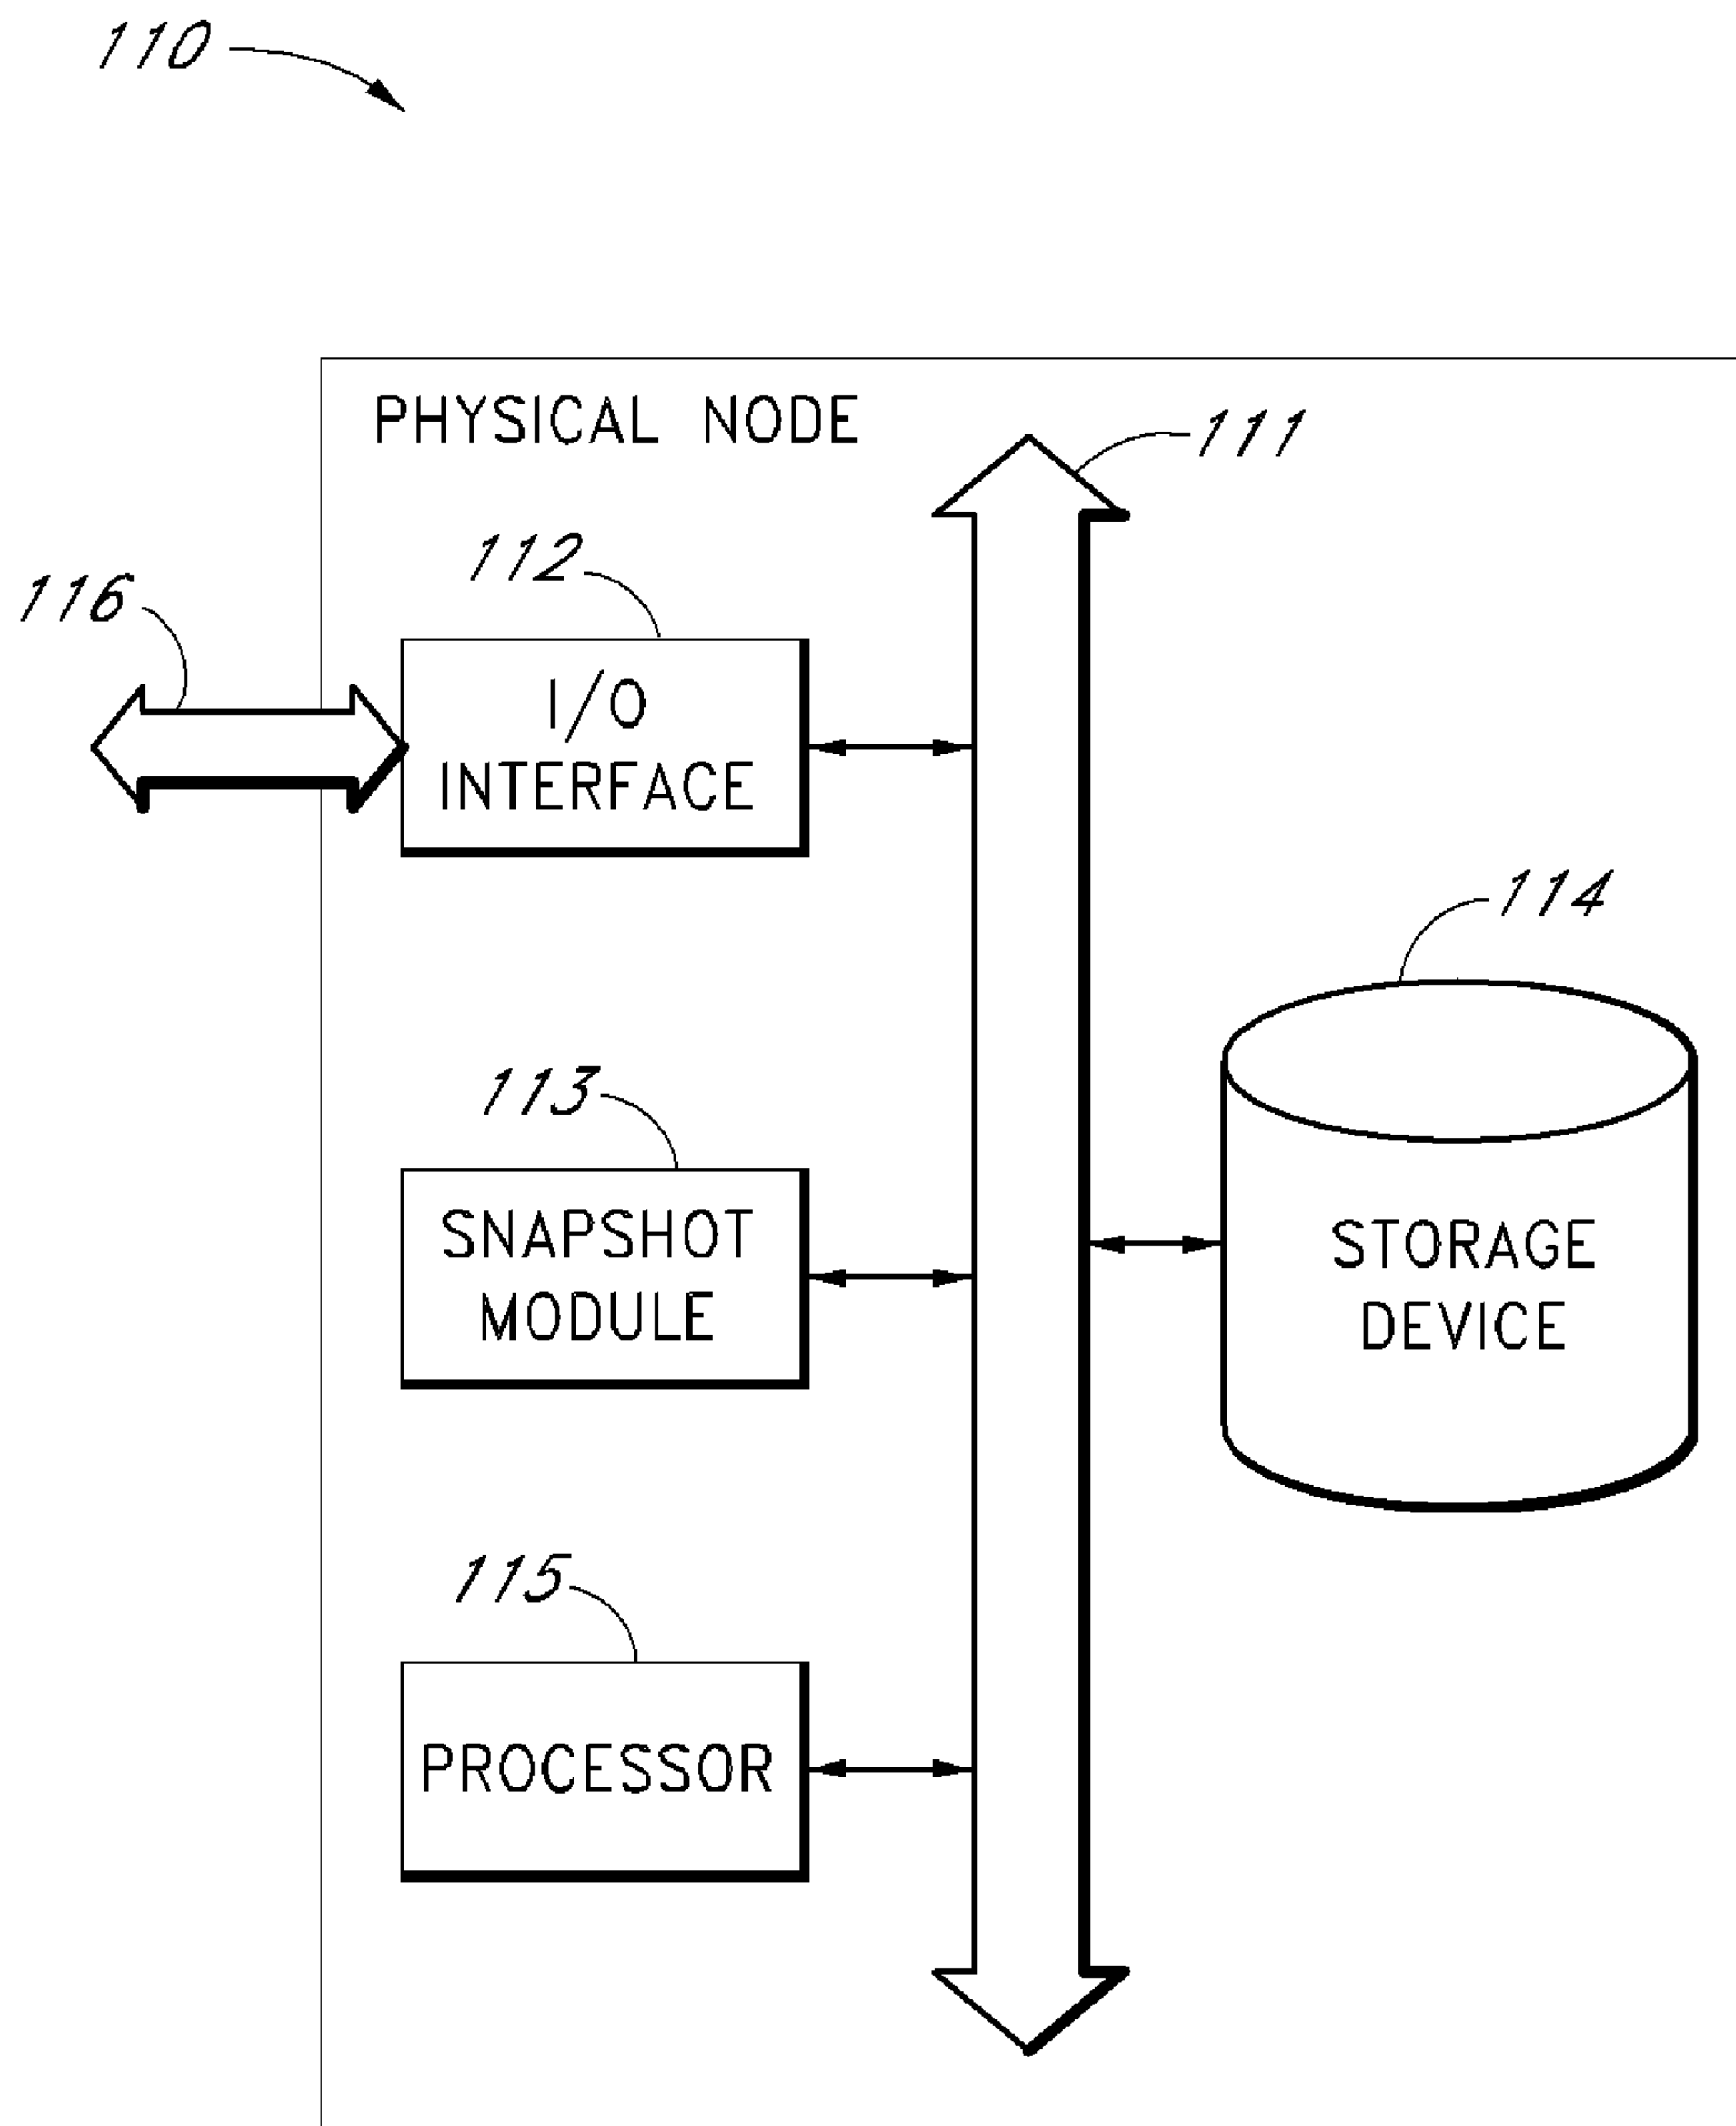 110
PHYSICAL NODE
111
112
116
I/O
INTERFACE
114
113
SNAPSHOT
MODULE
STORAGE
DEVICE
115
PROCESSOR